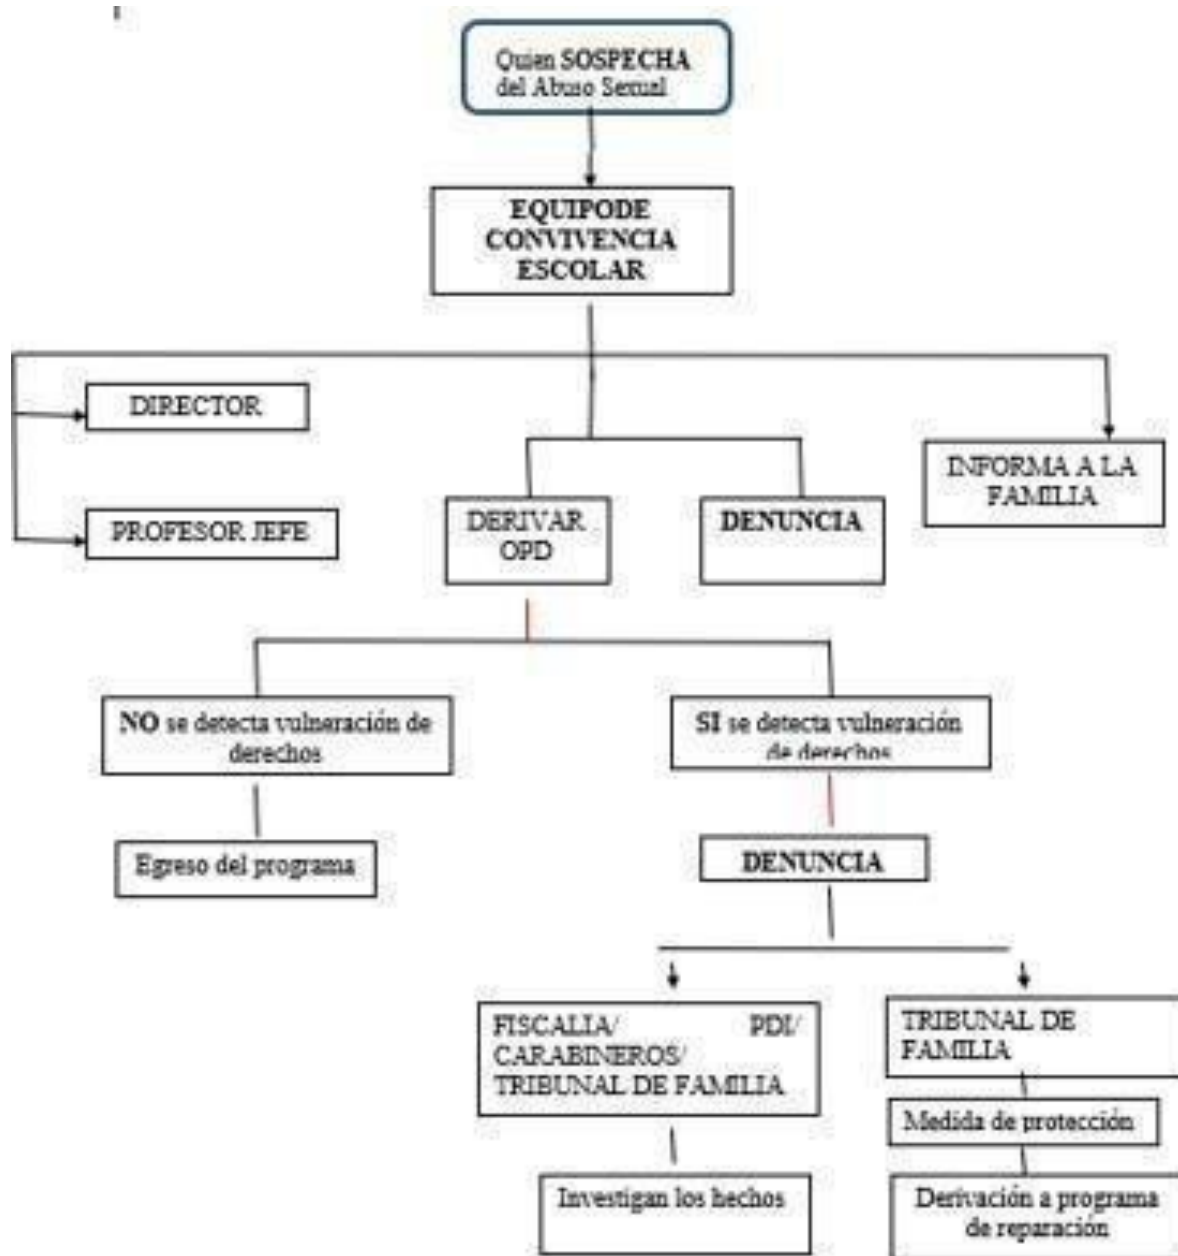 Quien SOSPECHA
del Abuso Sexual
EQUIPODE
CONVIVENCIA
ESCOLAR
DIRECTOR
PROFESOR JEFE
DERIVAR
OPD
DENUNCIA
INFORMA A LA
FAMILIA
NO se detecta vulneración de
derechos
SI se detecta vulneración
de derechos
Egreso del programa
DENUNCIA
FISCALIA/ PDI/
CARABINEROS/
TRIBUNAL DE FAMILIA
TRIBUNAL DE
FAMILIA
Medida de protección
Investigan los hechos
Derivación a programa
de reparación